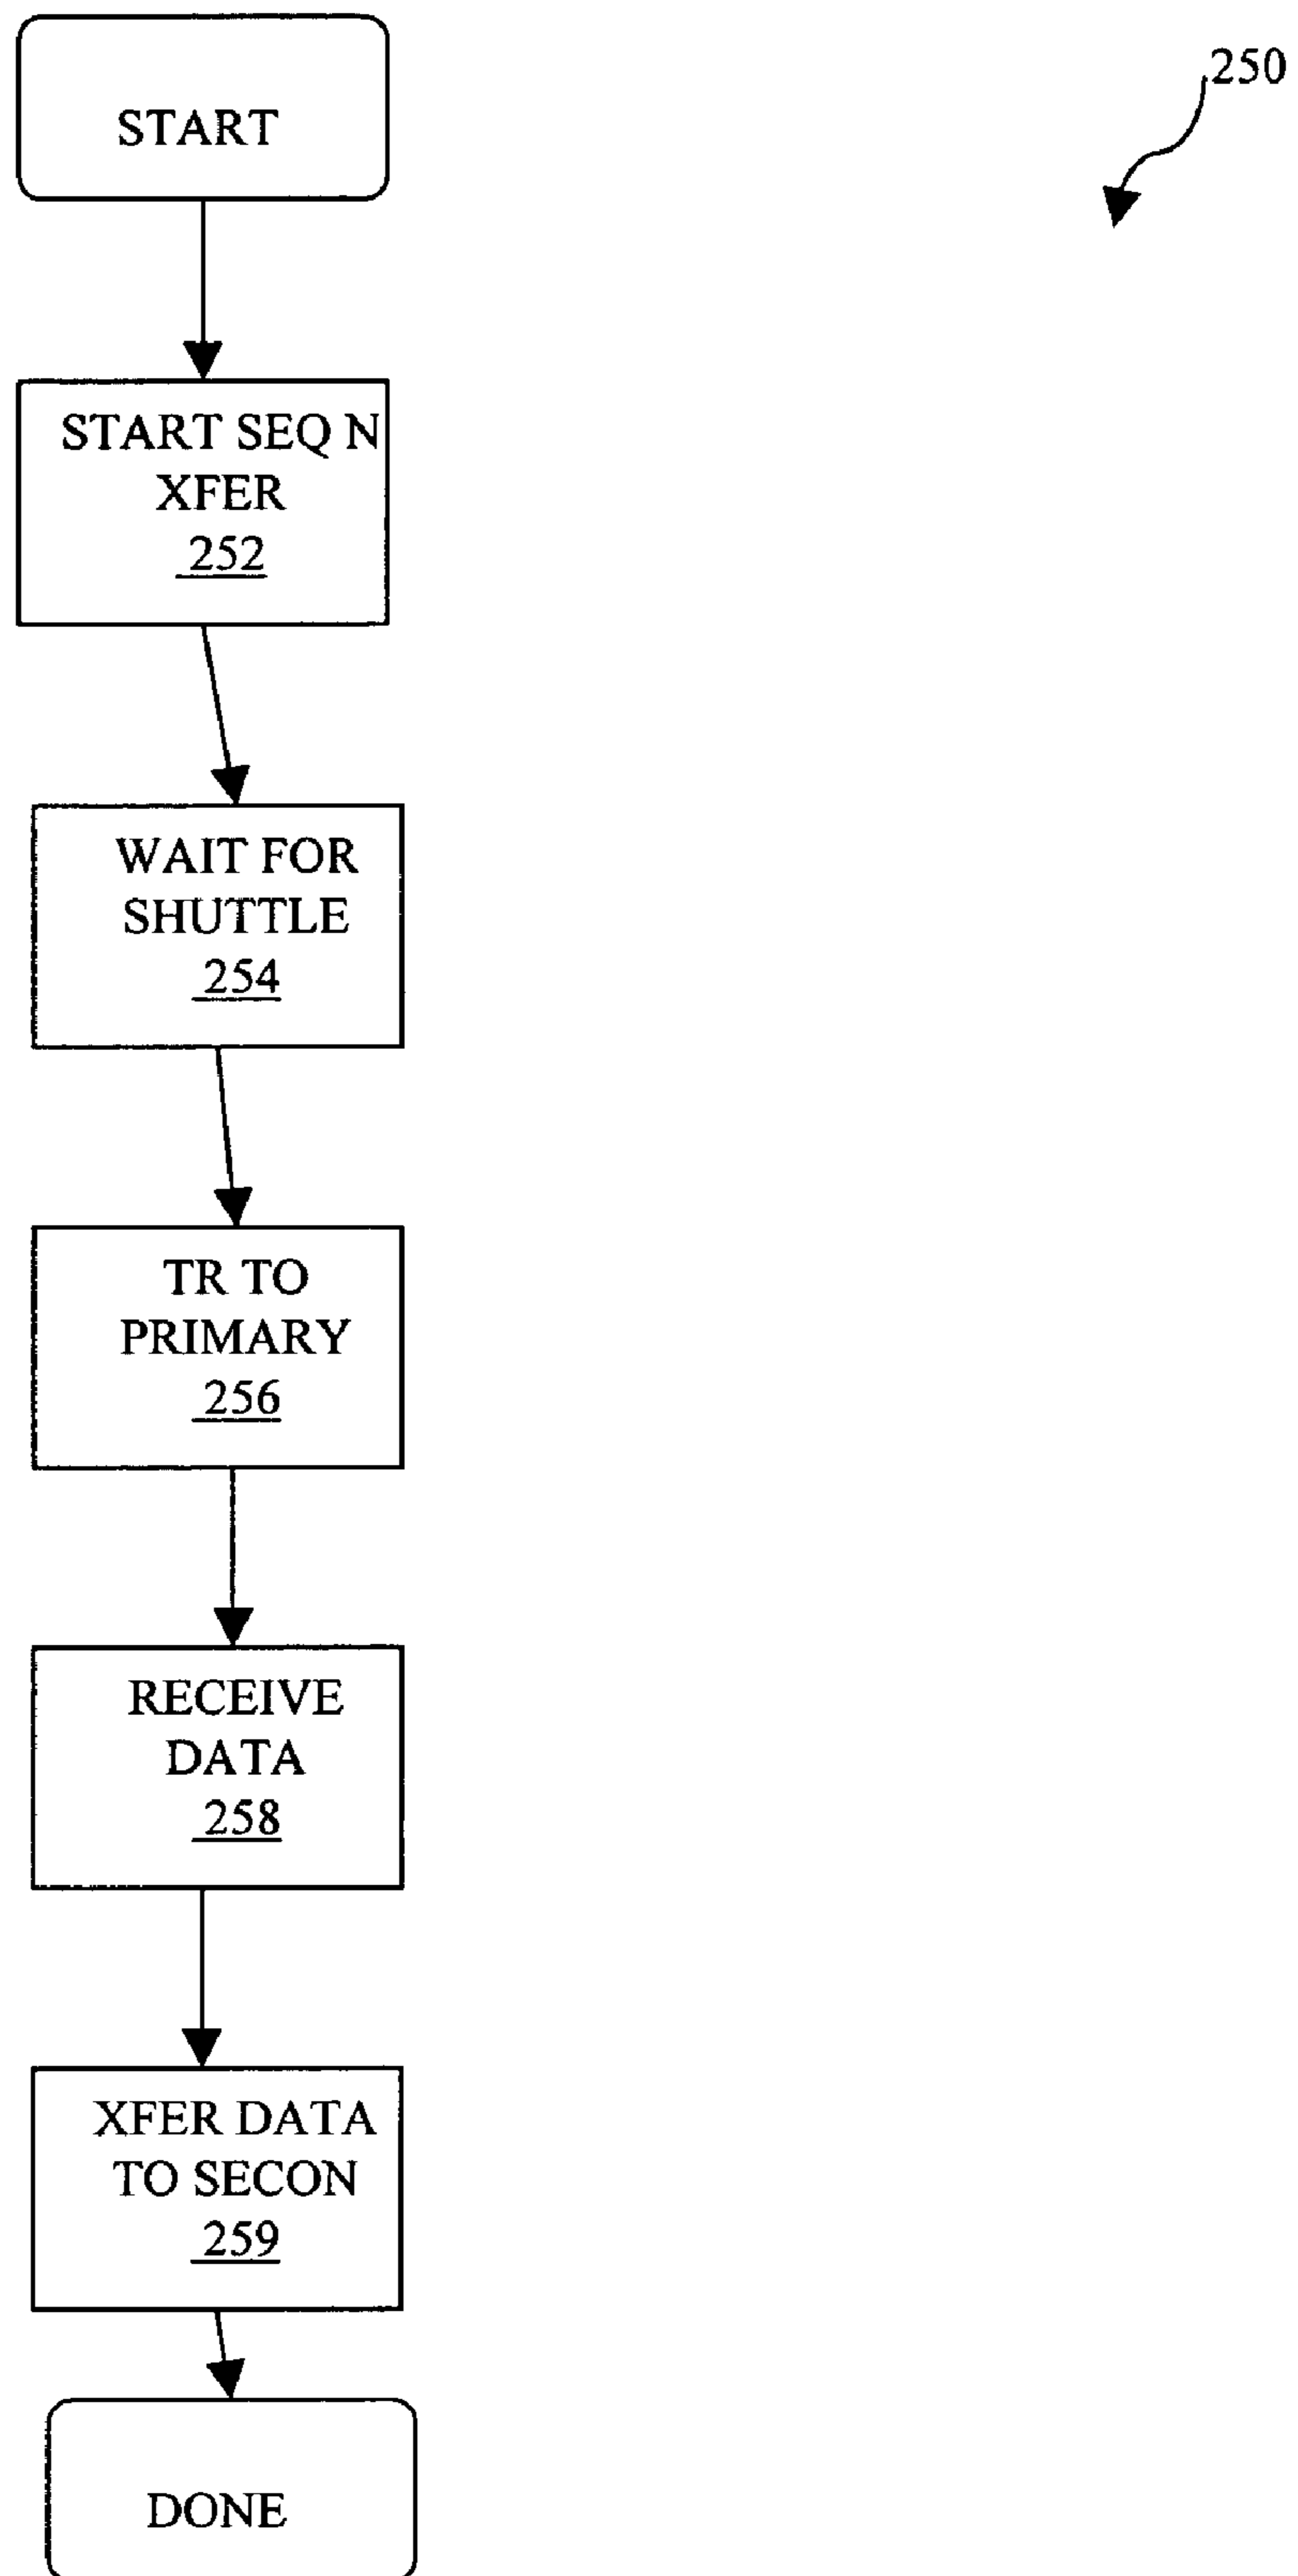 START
250
START SEQ N
XFER
252
WAIT FOR
SHUTTLE
254
TR TO
PRIMARY
256
RECEIVE
DATA
258
XFER DATA
TO SECON
259
DONE